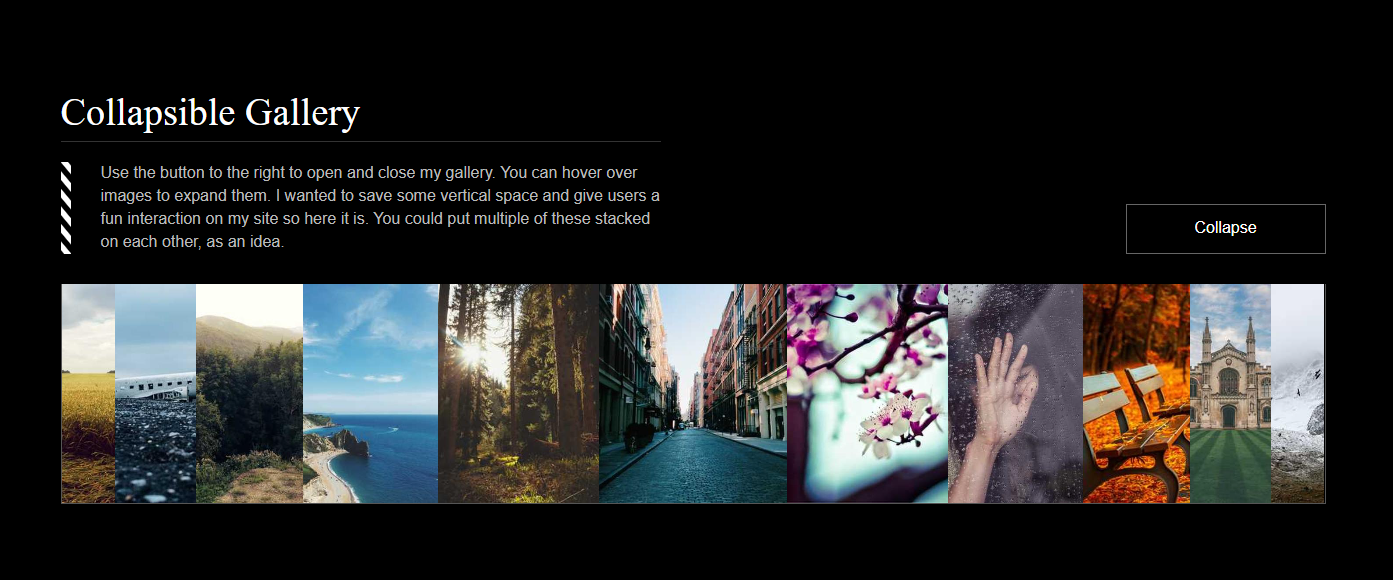 Collapsible Gallery
Use the button to the right to open and close my gallery. You can hover over
images to expand them. I wanted to save some vertical space and give users a
fun interaction on my site so here it is. You could put multiple of these stacked
on each other, as an idea.
Collapse